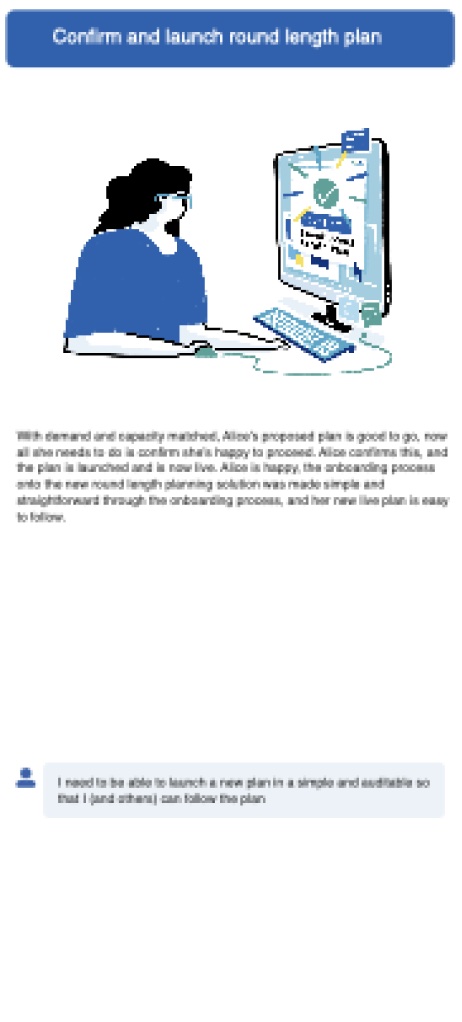 Confirm and launch round length plan
With demand and capacity matched, Alice's proposed plan is good to go, now
all she needs to do is confirm she's happy to proceed. Alice confirms this, and
the plan is launched and is now live. Alice is happy, the onboarding process
onto the new round length planning solution was made simple and
straightforward through the onboarding process, and her new live plan is easy
to follow.
I need to be able to launch a new plan in a simple and auditable so
that I (and others) can follow the plan